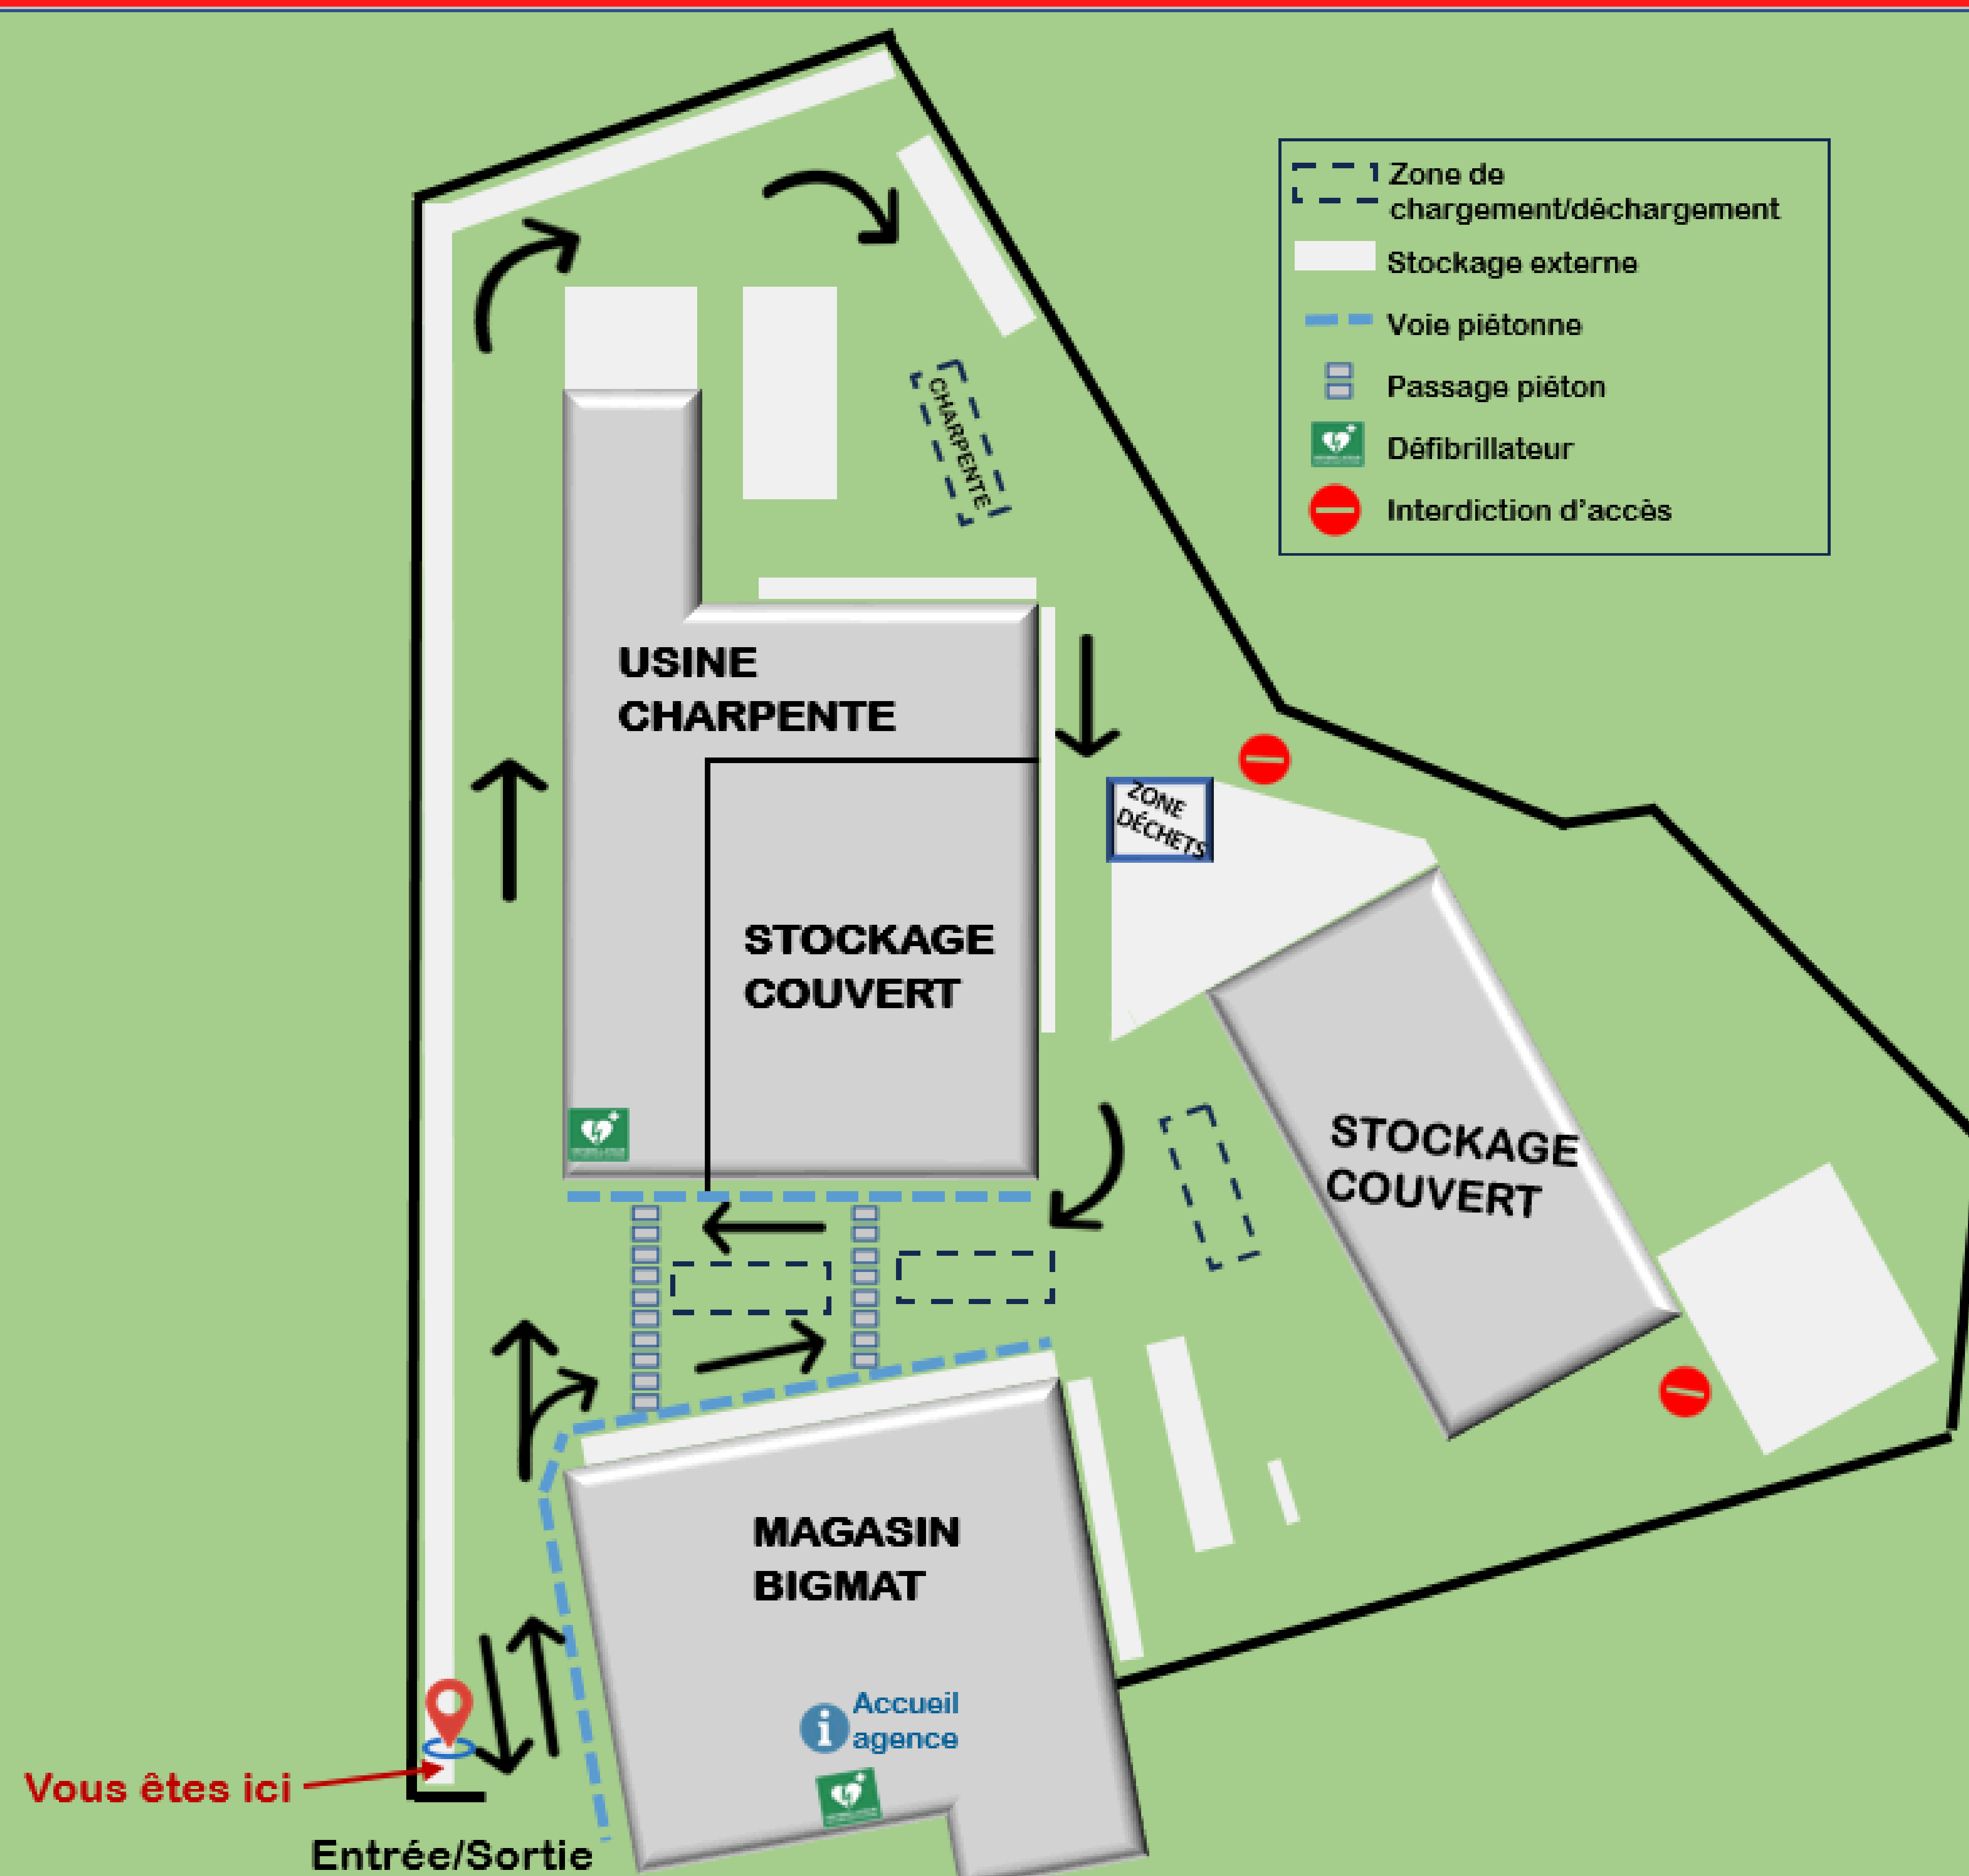 Zone de
chargement/déchargement
Stockage externe
Voie piétonne
Passage piéton
Défibrillateur
Interdiction d'accès
CHARPENTE
USINE
CHARPENTE
ZONE
DÉCHETS
STOCKAGE
COUVERT
STOCKAGE
COUVERT
MAGASIN
BIGMAT
Accueil
agence
Vous êtes ici
Entrée/Sortie